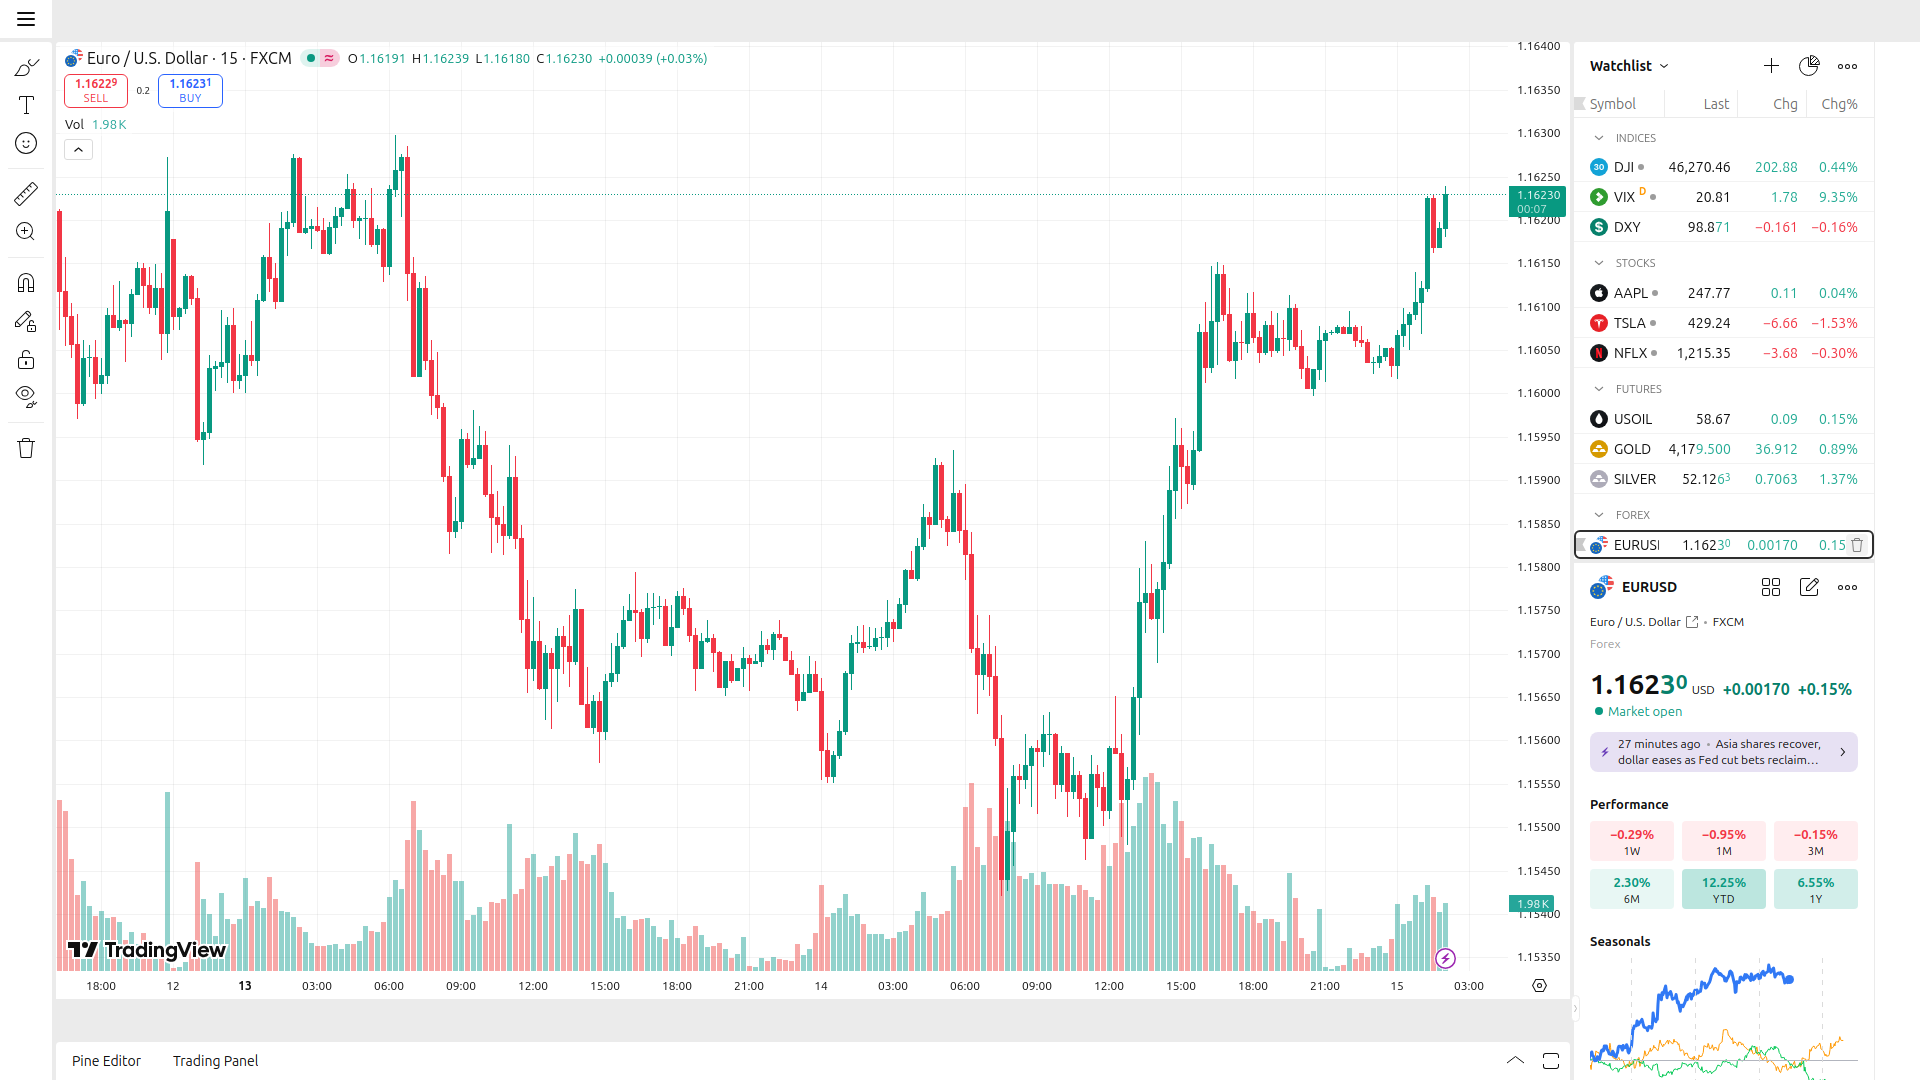 Euro / U.S. Dollar · 15 · FXCM O1.16191 H1.16239 L1.16180 C1.16230 +0.00039 (+0.03%)
1.16229 SELL 0.2 1.16231 BUY
Vol 1.98 K
1.16400
1.16350
1.16300
1.16250
1.16230
00:07
1.16200
1.16150
1.16100
1.16050
1.16000
1.15950
1.15900
1.15850
1.15800
1.15750
1.15700
1.15650
1.15600
1.15550
1.15500
1.15450
1.98 K
1.15400
1.15350
TradingView
18:00 12 13 03:00 06:00 09:00 12:00 15:00 18:00 21:00 14 03:00 06:00 09:00 12:00 15:00 18:00 21:00 15 03:00
Pine Editor Trading Panel
Watchlist
Symbol Last Chg Chg%
INDICES
30 DJI 46,270.46 202.88 0.44%
VIX D 20.81 1.78 9.35%
DXY 98.871 −0.161 −0.16%
STOCKS
AAPL 247.77 0.11 0.04%
TSLA 429.24 −6.66 −1.53%
NFLX 1,215.35 −3.68 −0.30%
FUTURES
USOIL 58.67 0.09 0.15%
GOLD 4,179.500 36.912 0.89%
SILVER 52.1263 0.7063 1.37%
FOREX
EURUS 1.16230 0.00170 0.15
EURUSD
Euro / U.S. Dollar • FXCM
Forex
1.16230 USD +0.00170 +0.15%
Market open
27 minutes ago • Asia shares recover,
dollar eases as Fed cut bets reclaim…
Performance
−0.29% −0.95% −0.15%
1W 1M 3M
2.30% 12.25% 6.55%
6M YTD 1Y
Seasonals